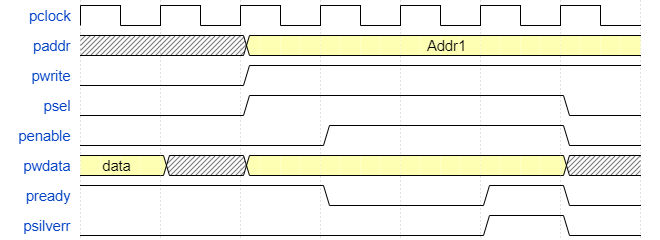 pclock
paddr Addr1
pwrite
psel
penable
pwdata data
pready
psilverr